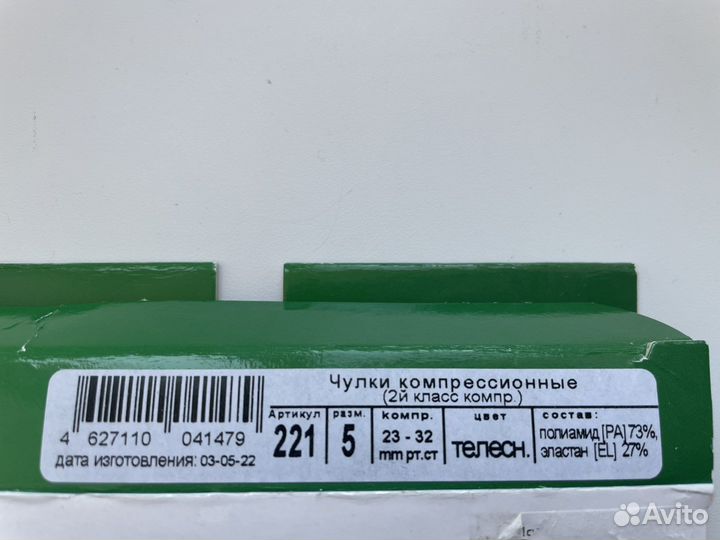 Чулки компрессионные
(2й класс компр.)
Артикул разм. компр. цвет состав:
221 5 23 - 32 mm рт.ст телесн. полиамид [PA] 73%,
эластан [EL] 27%
4 627110 041479
дата изготовления: 03-05-22
Avito